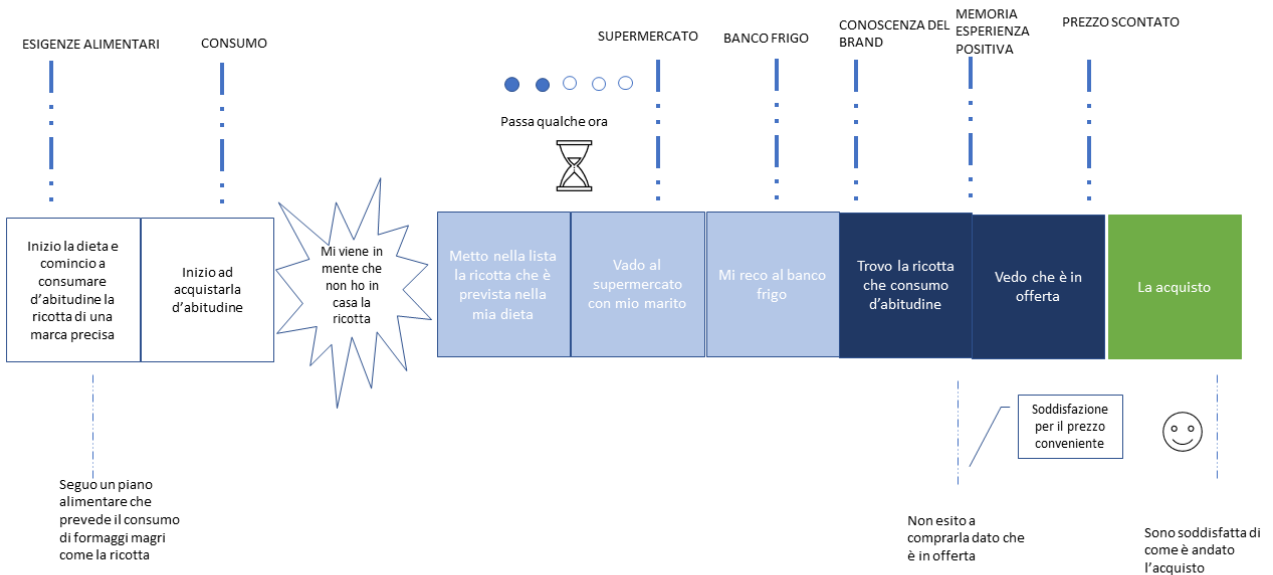 ESIGENZE ALIMENTARI
CONSUMO
SUPERMERCATO
BANCO FRIGO
CONOSCENZA DEL
BRAND
MEMORIA
ESPERIENZA
POSITIVA
PREZZO SCONTATO
Passa qualche ora
Inizio la dieta e
comincio a
consumare
d'abitudine la
ricotta di una
marca precisa
Inizio ad
acquistarla
d'abitudine
Mi viene in
mente che
non ho in
casa la
ricotta
Metto nella lista
la ricotta che è
prevista nella
mia dieta
Vado al
supermercato
con mio marito
Mi reco al banco
frigo
Trovo la ricotta
che consumo
d'abitudine
Vedo che è in
offerta
La acquisto
Seguo un piano
alimentare che
prevede il consumo
di formaggi magri
come la ricotta
Soddisfazione
per il prezzo
conveniente
Non esito a
comprarla dato che
è in offerta
Sono soddisfatta di
come è andato
l'acquisto